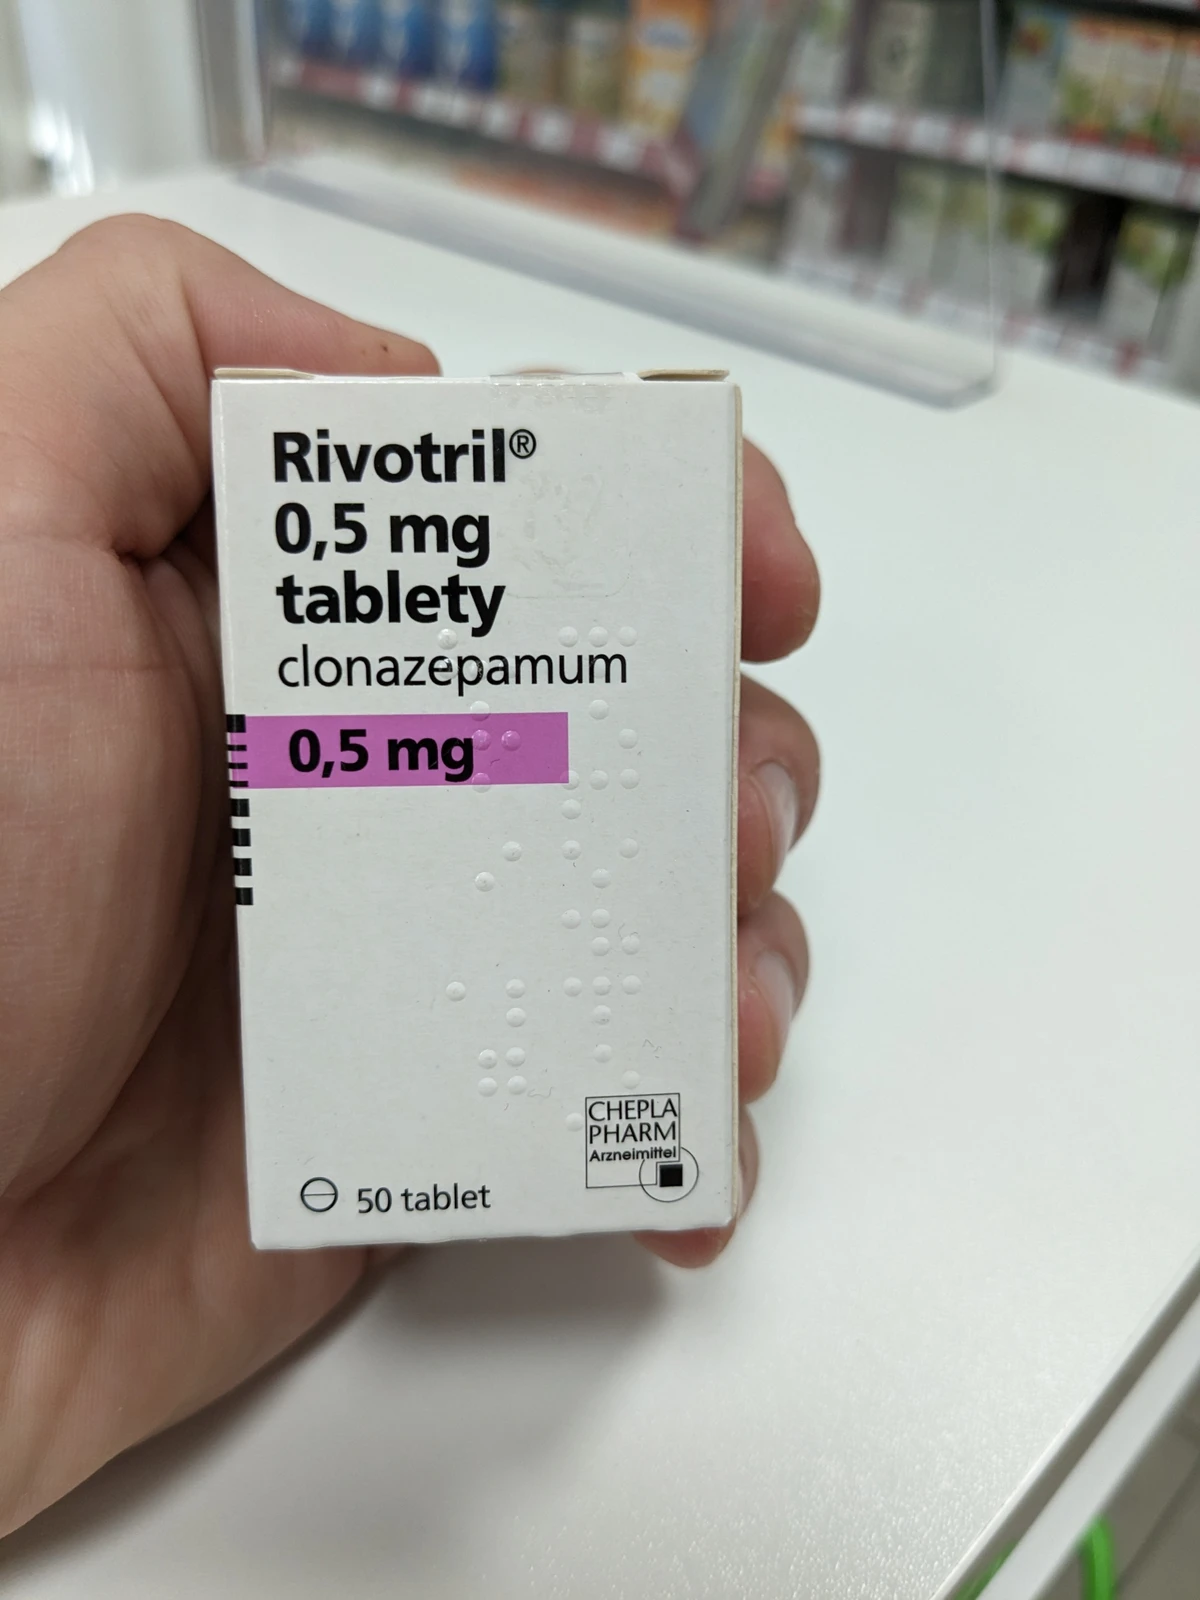 Rivotril®
0,5 mg
tablety
clonazepamum
0,5 mg
50 tablet
CHEPLA
PHARM
Arzneimittel